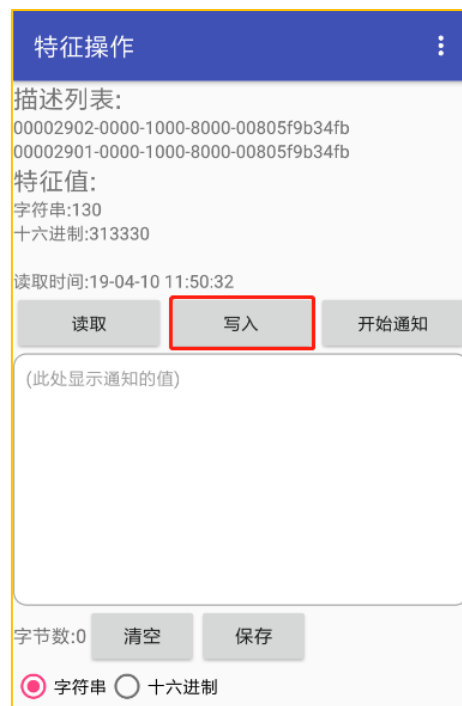 特征操作
描述列表:
00002902-0000-1000-8000-00805f9b34fb
00002901-0000-1000-8000-00805f9b34fb
特征值:
字符串:130
十六进制:313330
读取时间:19-04-10 11:50:32
读取 写入 开始通知
(此处显示通知的值)
字节数:0 清空 保存
字符串 十六进制